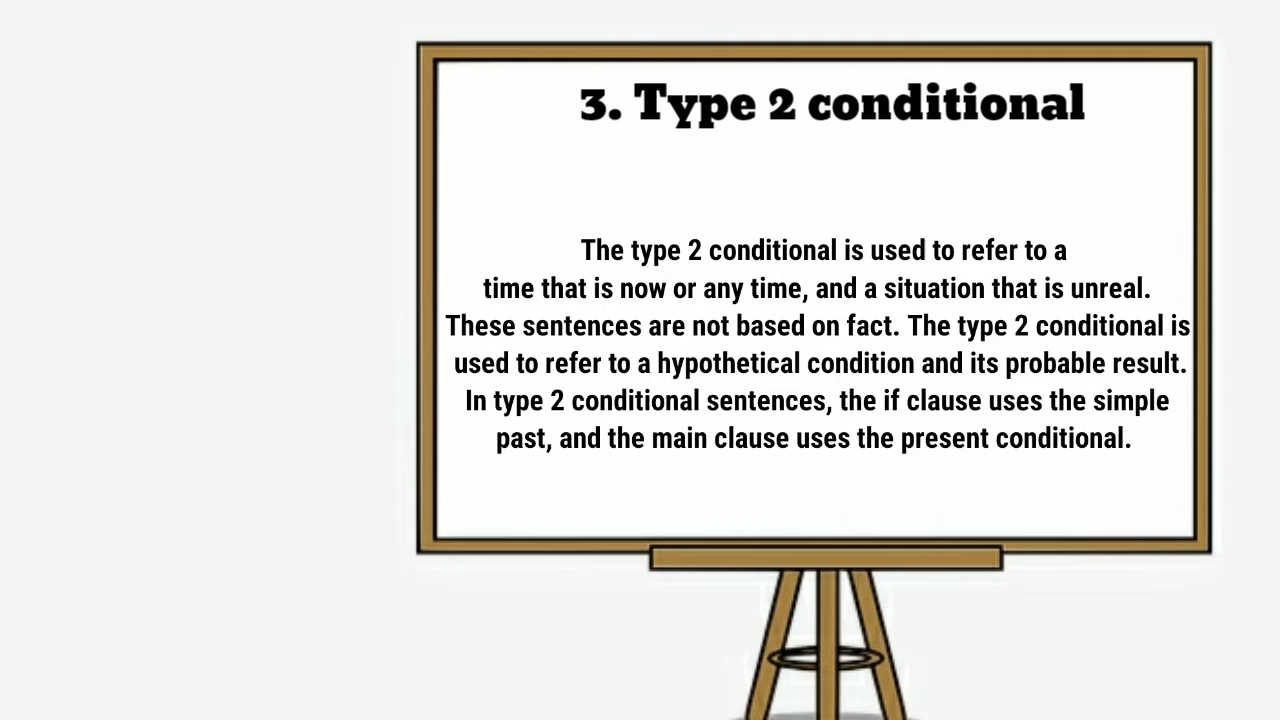 3. Type 2 conditional
The type 2 conditional is used to refer to a
time that is now or any time, and a situation that is unreal.
These sentences are not based on fact. The type 2 conditional is
used to refer to a hypothetical condition and its probable result.
In type 2 conditional sentences, the if clause uses the simple
past, and the main clause uses the present conditional.